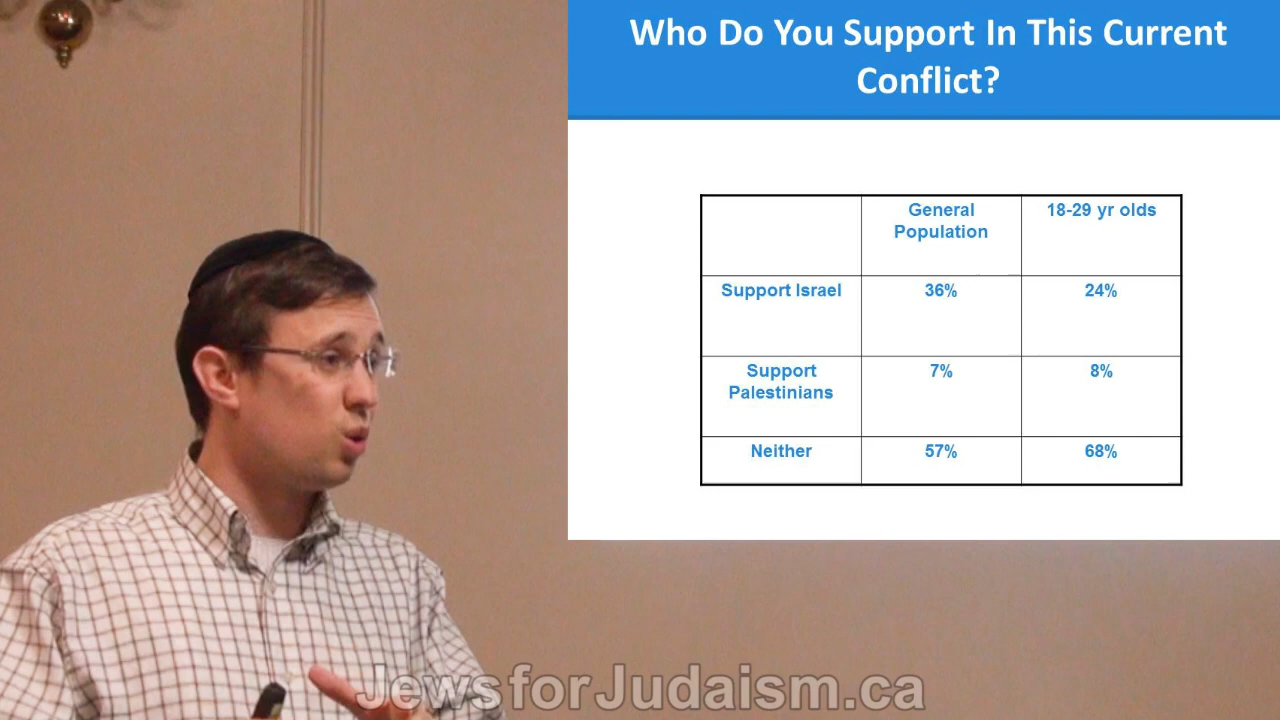 Who Do You Support In This Current
Conflict?
General
Population
18-29 yr olds
Support Israel
36%
24%
Support
Palestinians
7%
8%
Neither
57%
68%
JewsforJudaism.ca